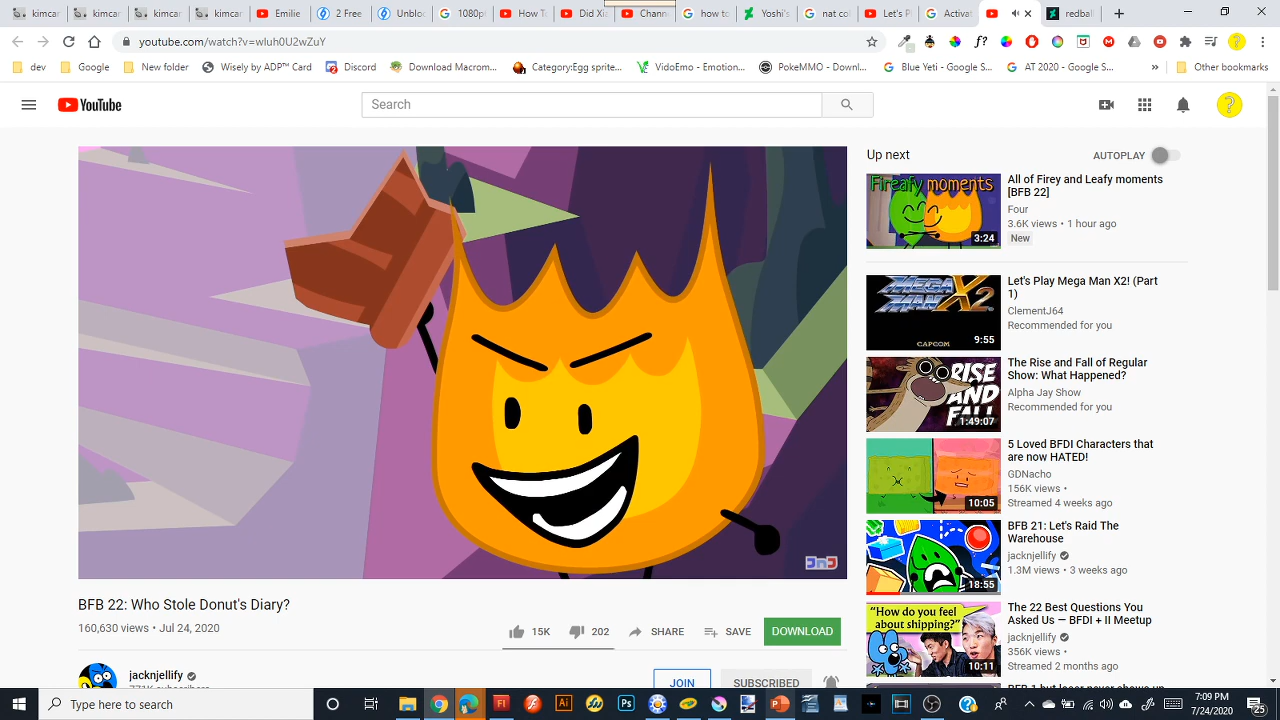 kimcar
kimcar
kimcar
kimcar
Emilie
2 Free
Unblo
1080p
How T
Did X
Chann
how
Yoshi's
nat co
Let's P
Activa
redbal
youtube.com/watch?v=wluh0U2wZuY
dev
Google
New folder
Wisely by ADP™ Card
Discord
Download Macrom...
Category:Egg sprite...
VidoEmo - Emotion...
PokeMMO - Downl...
Blue Yeti - Google S...
AT 2020 - Google S...
»
Other bookmarks
YouTube
Search
?
Up next
AUTOPLAY
Fireafy moments
3:24
All of Firey and Leafy moments
[BFB 22]
Four
3.6K views • 1 hour ago
New
MEGA
MAN X2
CAPCOM
9:55
Let's Play Mega Man X2! (Part
1)
ClementJ64
Recommended for you
RISE
AND
FALL
1:49:07
The Rise and Fall of Regular
Show: What Happened?
Alpha Jay Show
Recommended for you
10:05
5 Loved BFDI Characters that
are now HATED!
GDNacho
156K views •
Streamed 4 weeks ago
18:55
BFB 21: Let's Raid The
Warehouse
jacknjellify
1.3M views • 3 weeks ago
"How do you feel
about shipping?"
10:11
The 22 Best Questions You
Asked Us — BFDI + II Meetup
jacknjellify
356K views •
Streamed 2 months ago
BFB 22: Who Stole Donut's Diary?
160,630 views • Jul 24, 2020
15K
202
SHARE
SAVE
DOWNLOAD
jacknjellify
JOIN
SUBSCRIBED
Type here to search
Fl
Ai
Ps
7:09 PM
7/24/2020
25